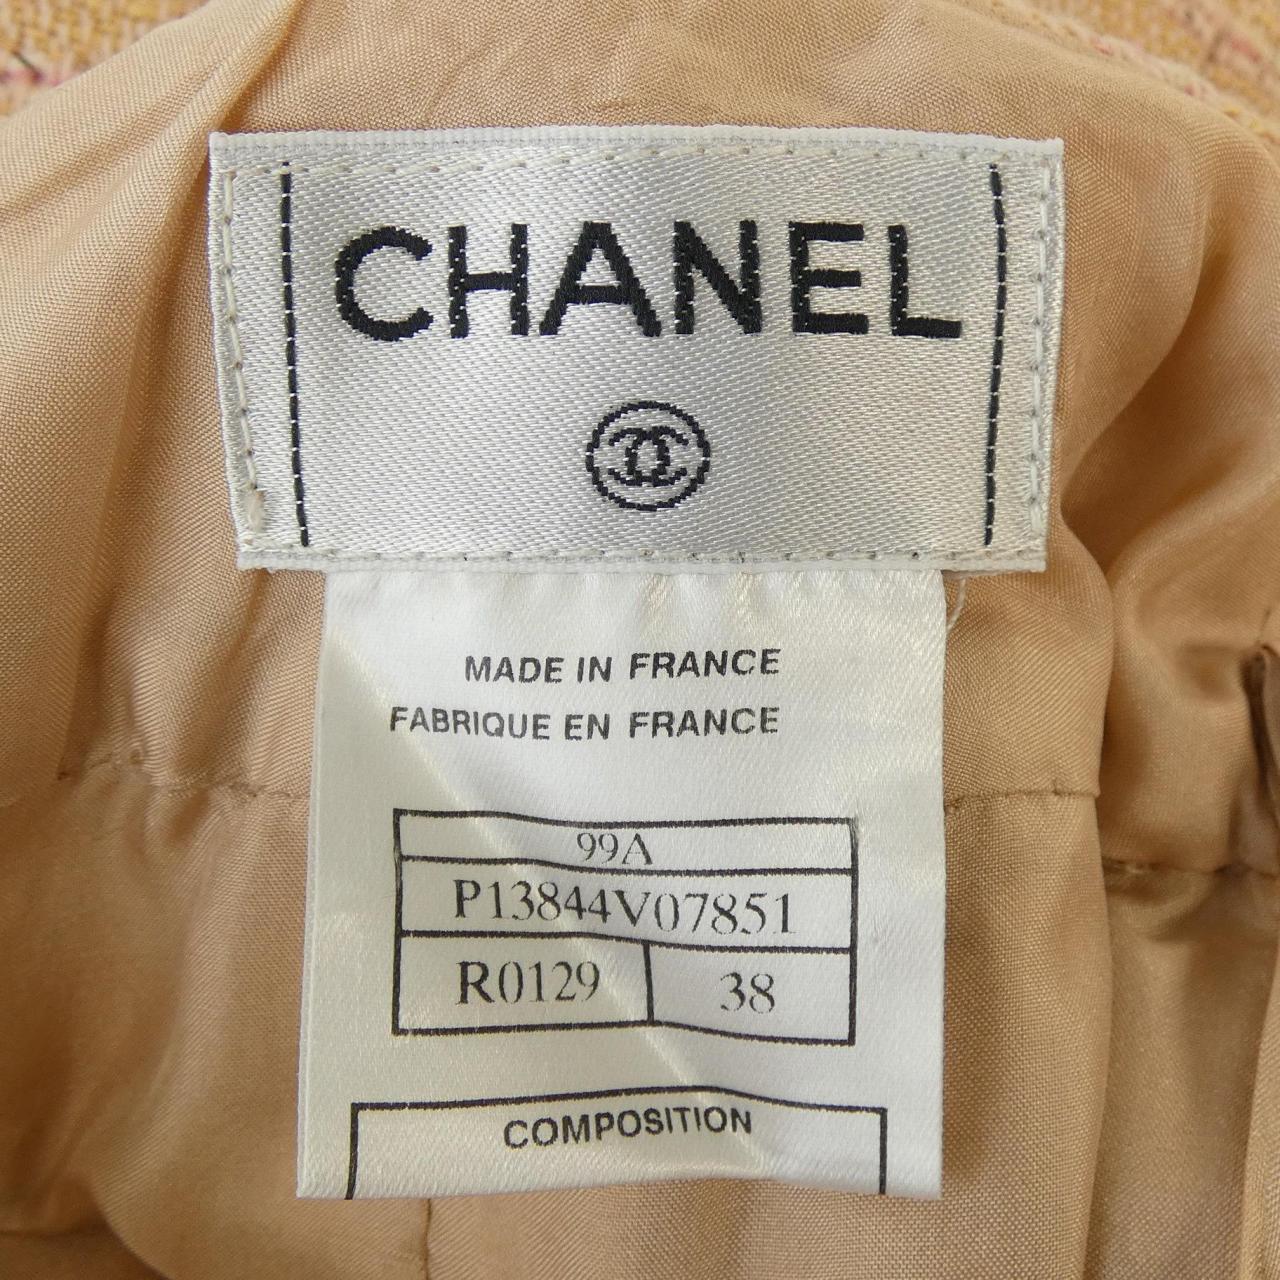 CHANEL
MADE IN FRANCE
FABRIQUE EN FRANCE
99A
P13844V07851
R0129 38
COMPOSITION